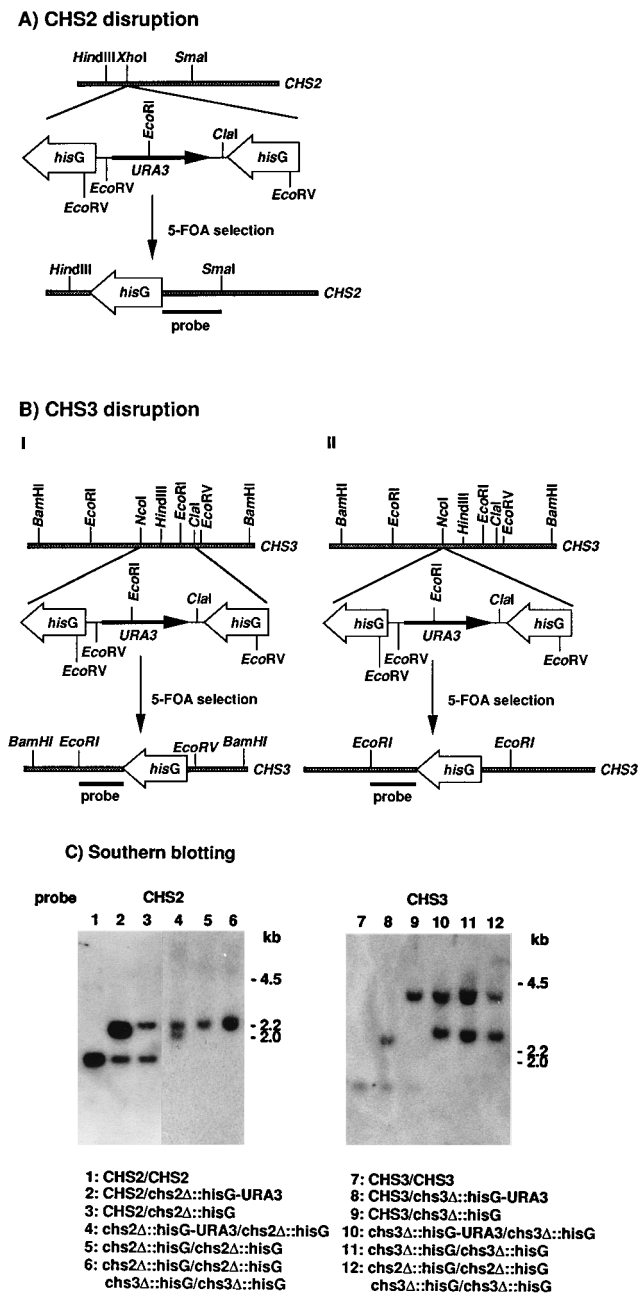 A) CHS2 disruption
HindIII XhoI SmaI
CHS2
EcoRI
ClaI
hisG URA3 hisG
EcoRV
EcoRV EcoRV
5-FOA selection
HindIII SmaI
hisG CHS2
probe
B) CHS3 disruption
I
BamHI EcoRI NcoI HindIII EcoRI ClaI EcoRV BamHI
CHS3
EcoRI
ClaI
hisG URA3 hisG
EcoRV
EcoRV EcoRV
5-FOA selection
BamHI EcoRI EcoRV BamHI
hisG CHS3
probe
II
BamHI EcoRI NcoI HindIII EcoRI ClaI EcoRV BamHI
CHS3
EcoRI
ClaI
hisG URA3 hisG
EcoRV
EcoRV EcoRV
5-FOA selection
EcoRI EcoRI
hisG CHS3
probe
C) Southern blotting
probe CHS2
1 2 3 4 5 6
kb
- 4.5
- 2.2
- 2.0
CHS3
7 8 9 10 11 12
kb
- 4.5
- 2.2
- 2.0
1: CHS2/CHS2
2: CHS2/chs2Δ::hisG-URA3
3: CHS2/chs2Δ::hisG
4: chs2Δ::hisG-URA3/chs2Δ::hisG
5: chs2Δ::hisG/chs2Δ::hisG
6: chs2Δ::hisG/chs2Δ::hisG
chs3Δ::hisG/chs3Δ::hisG
7: CHS3/CHS3
8: CHS3/chs3Δ::hisG-URA3
9: CHS3/chs3Δ::hisG
10: chs3Δ::hisG-URA3/chs3Δ::hisG
11: chs3Δ::hisG/chs3Δ::hisG
12: chs2Δ::hisG/chs2Δ::hisG
chs3Δ::hisG/chs3Δ::hisG